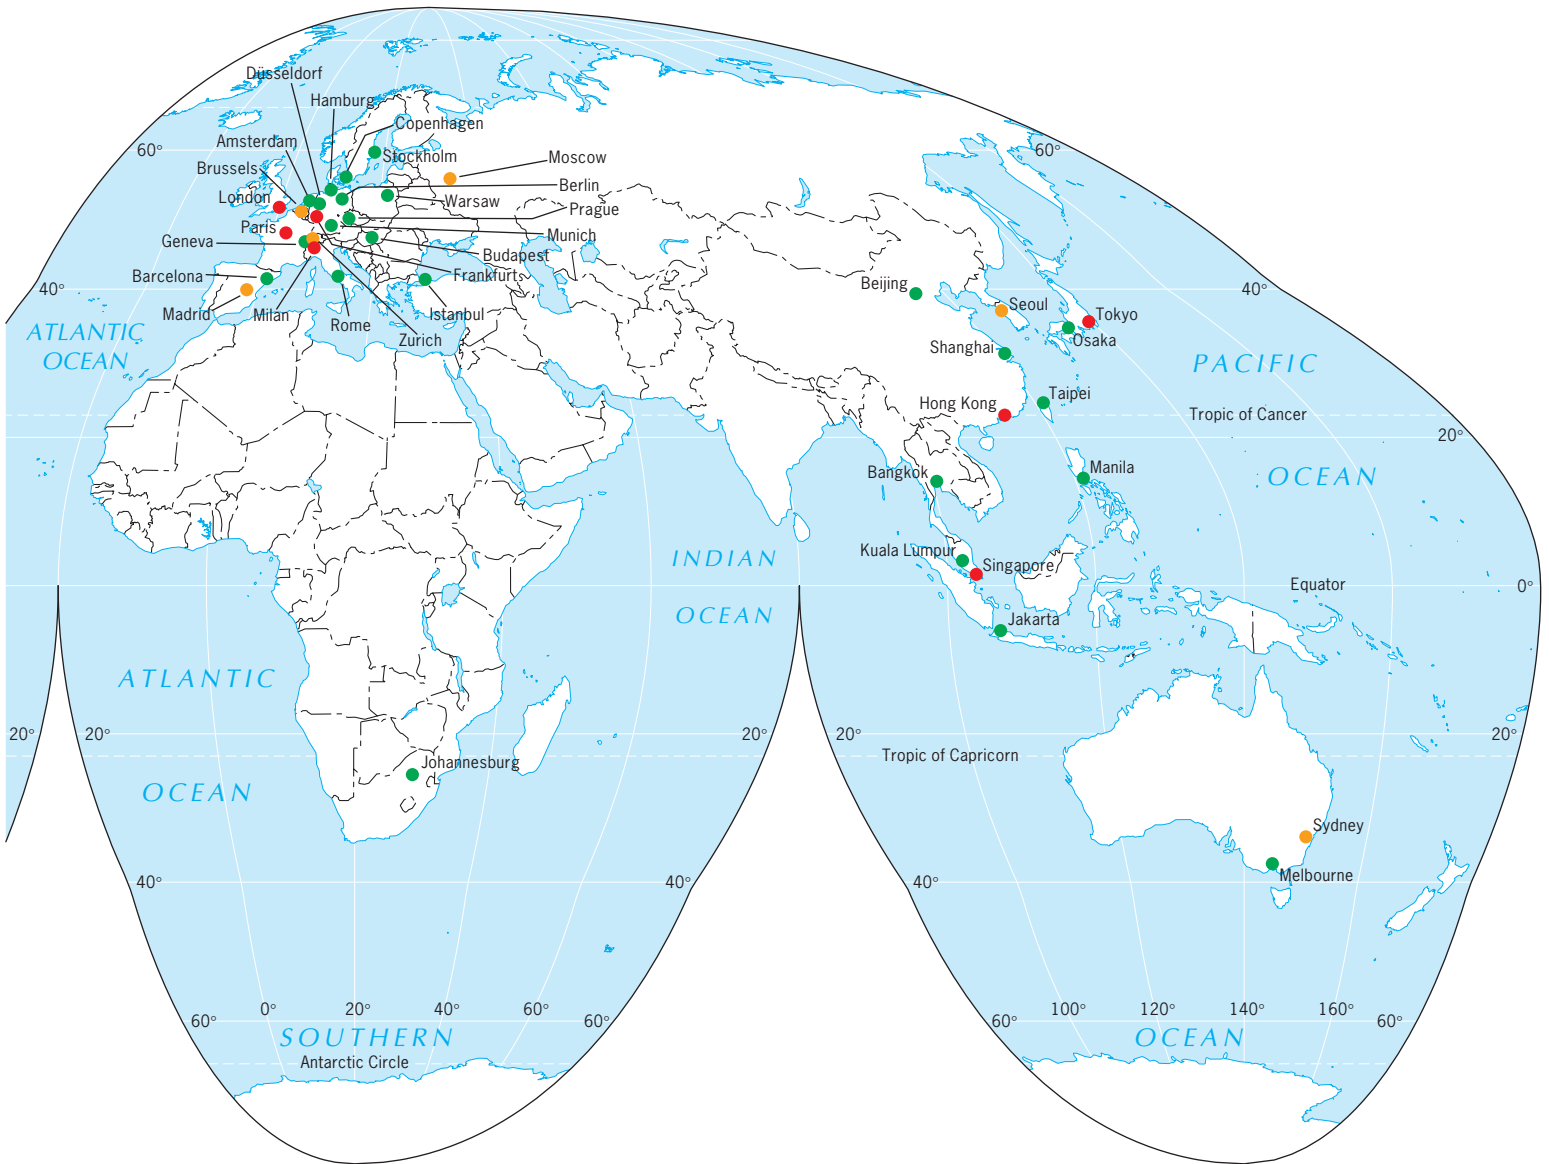 Düsseldorf
Hamburg
Copenhagen
Amsterdam
Stockholm
60°
Moscow
60°
Brussels
Berlin
London
Warsaw
Prague
Paris
Munich
Geneva
Budapest
Barcelona
Frankfurt
Beijing
40°
40°
Madrid
Milan
Rome
Istanbul
Zurich
Seoul
Tokyo
Osaka
ATLANTIC
OCEAN
Shanghai
PACIFIC
Taipei
Hong Kong
Tropic of Cancer
20°
Bangkok
Manila
OCEAN
Kuala Lumpur
Singapore
INDIAN
OCEAN
Equator
0°
Jakarta
ATLANTIC
20°
20°
20°
20°
20°
Tropic of Capricorn
Johannesburg
OCEAN
Sydney
Melbourne
40°
40°
40°
0°
20°
40°
60°
100°
120°
140°
160°
60°
60°
60°
60°
SOUTHERN
OCEAN
Antarctic Circle